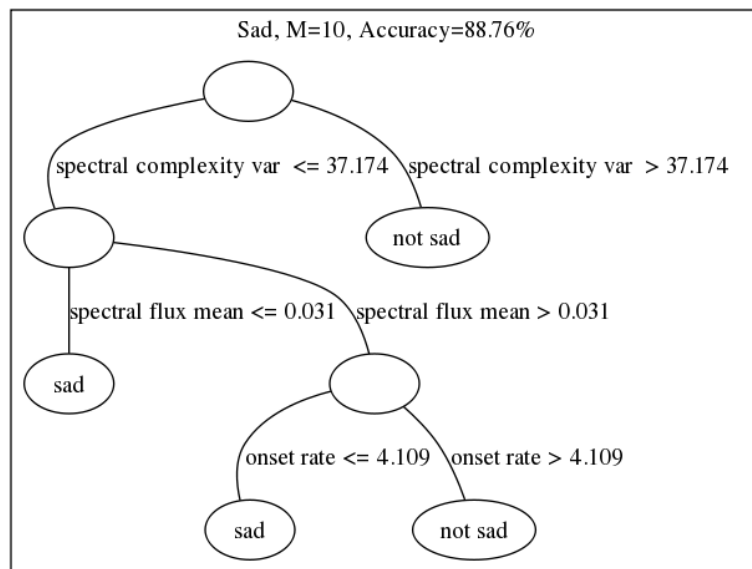 Sad, M=10, Accuracy=88.76%
spectral complexity var <= 37.174
spectral complexity var > 37.174
not sad
spectral flux mean <= 0.031
spectral flux mean > 0.031
sad
onset rate <= 4.109
onset rate > 4.109
sad
not sad